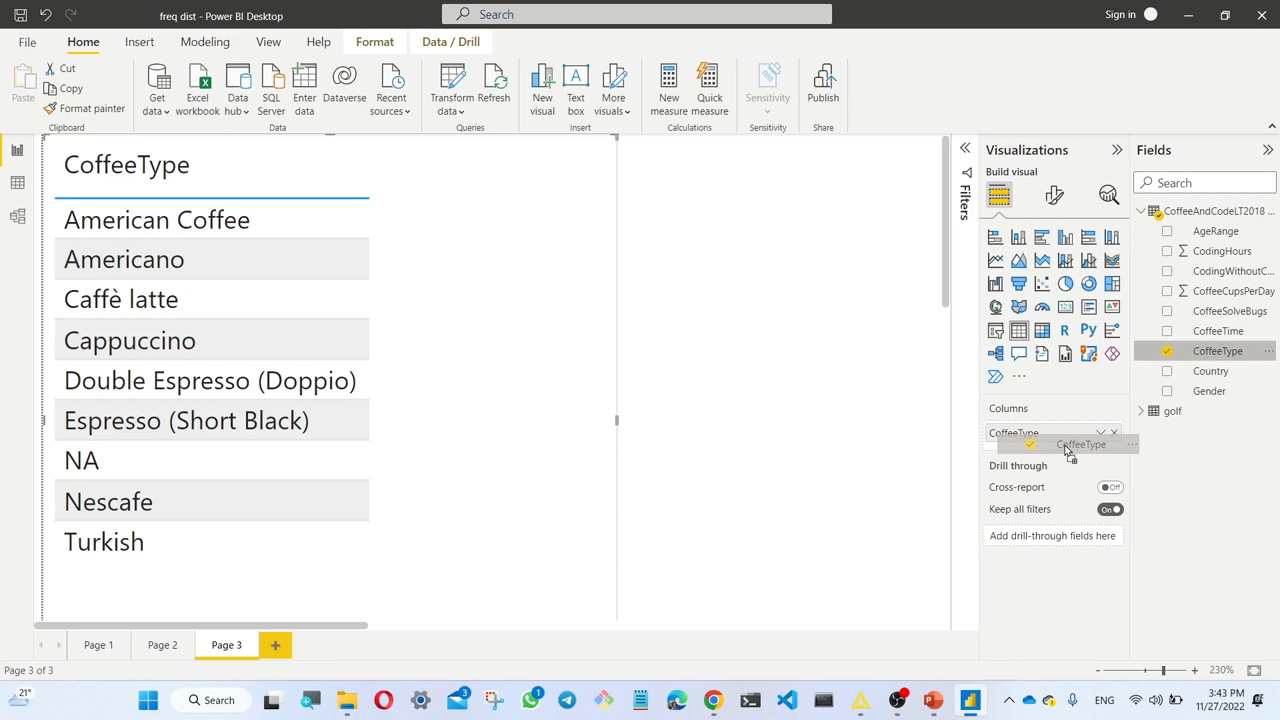 freq dist - Power BI Desktop
Search
Sign in
File
Home
Insert
Modeling
View
Help
Format
Data / Drill
Paste
Cut
Copy
Format painter
Clipboard
Get data
Excel workbook
Data hub
SQL Server
Enter data
Dataverse
Recent sources
Data
Transform data
Refresh
Queries
New visual
Text box
More visuals
Insert
New measure
Quick measure
Calculations
Sensitivity
Sensitivity
Publish
Share
CoffeeType
American Coffee
Americano
Caffè latte
Cappuccino
Double Espresso (Doppio)
Espresso (Short Black)
NA
Nescafe
Turkish
Filters
Visualizations
Build visual
R
Py
123
Columns
CoffeeType
CoffeeType
Drill through
Cross-report
Off
Keep all filters
On
Add drill-through fields here
Fields
Search
CoffeeAndCodeLT2018 ...
AgeRange
CodingHours
CodingWithoutC...
CoffeeCupsPerDay
CoffeeSolveBugs
CoffeeTime
CoffeeType
Country
Gender
golf
Page 1
Page 2
Page 3
Page 3 of 3
230%
21°
Search
3
1
ENG
3:43 PM
11/27/2022